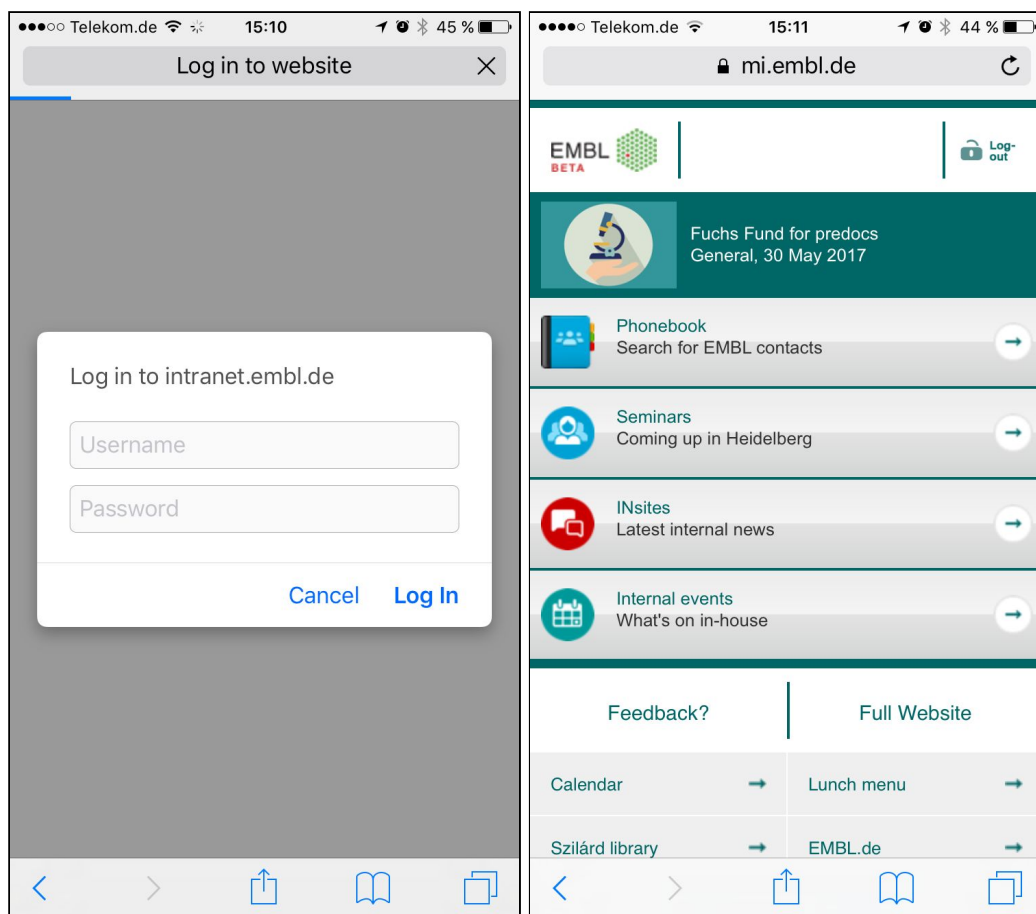 Telekom.de 15:10 45 %
Log in to website
Log in to intranet.embl.de
Username
Password
Cancel Log In
Telekom.de 15:11 44 %
mi.embl.de
EMBL
BETA
Log-
out
Fuchs Fund for predocs
General, 30 May 2017
Phonebook
Search for EMBL contacts
Seminars
Coming up in Heidelberg
INsites
Latest internal news
Internal events
What's on in-house
Feedback? Full Website
Calendar Lunch menu
Szilárd library EMBL.de